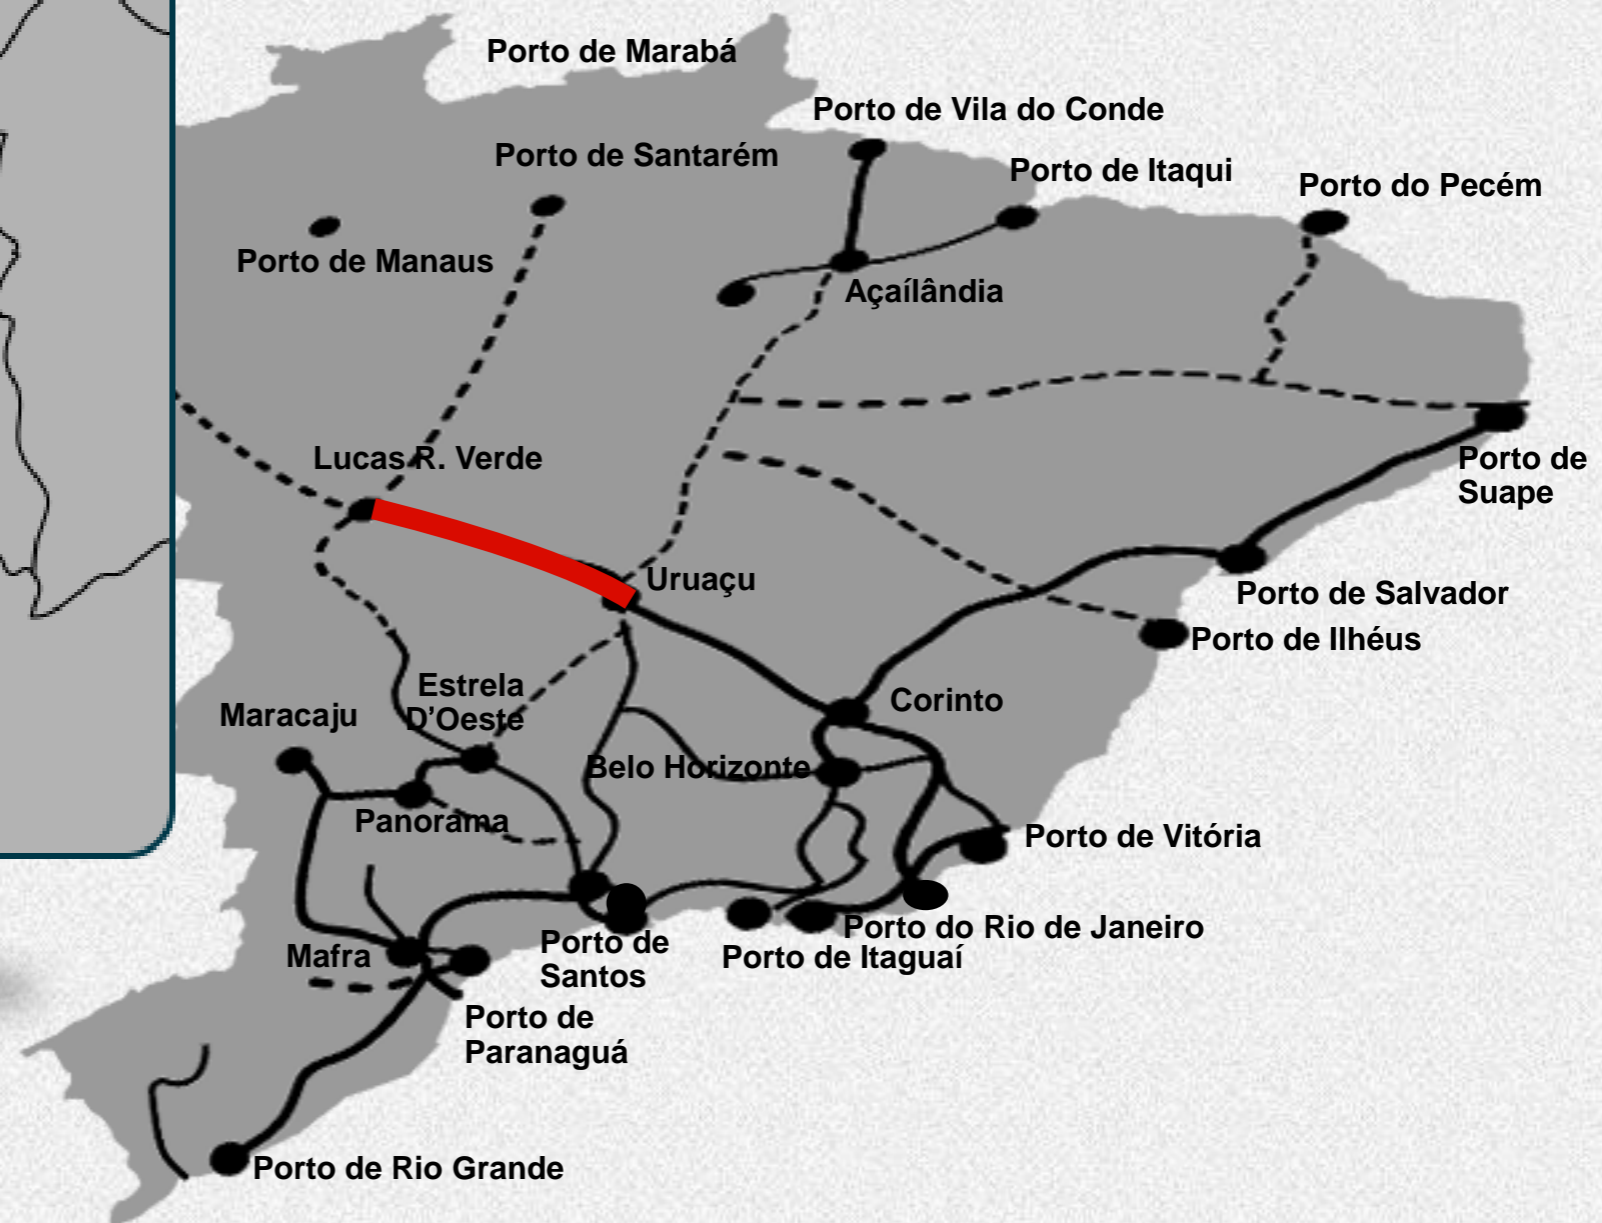 Porto de Marabá
Porto de Vila do Conde
Porto de Santarém
Porto de Itaqui
Porto do Pecém
Porto de Manaus
Açaílândia
Lucas R. Verde
Porto de
Suape
Uruaçu
Porto de Salvador
Porto de Ilhéus
Estrela
D'Oeste
Maracaju
Corinto
Belo Horizonte
Panorama
Porto de Vitória
Porto do Rio de Janeiro
Porto de Itaguaí
Porto de
Santos
Mafra
Porto de
Paranaguá
Porto de Rio Grande